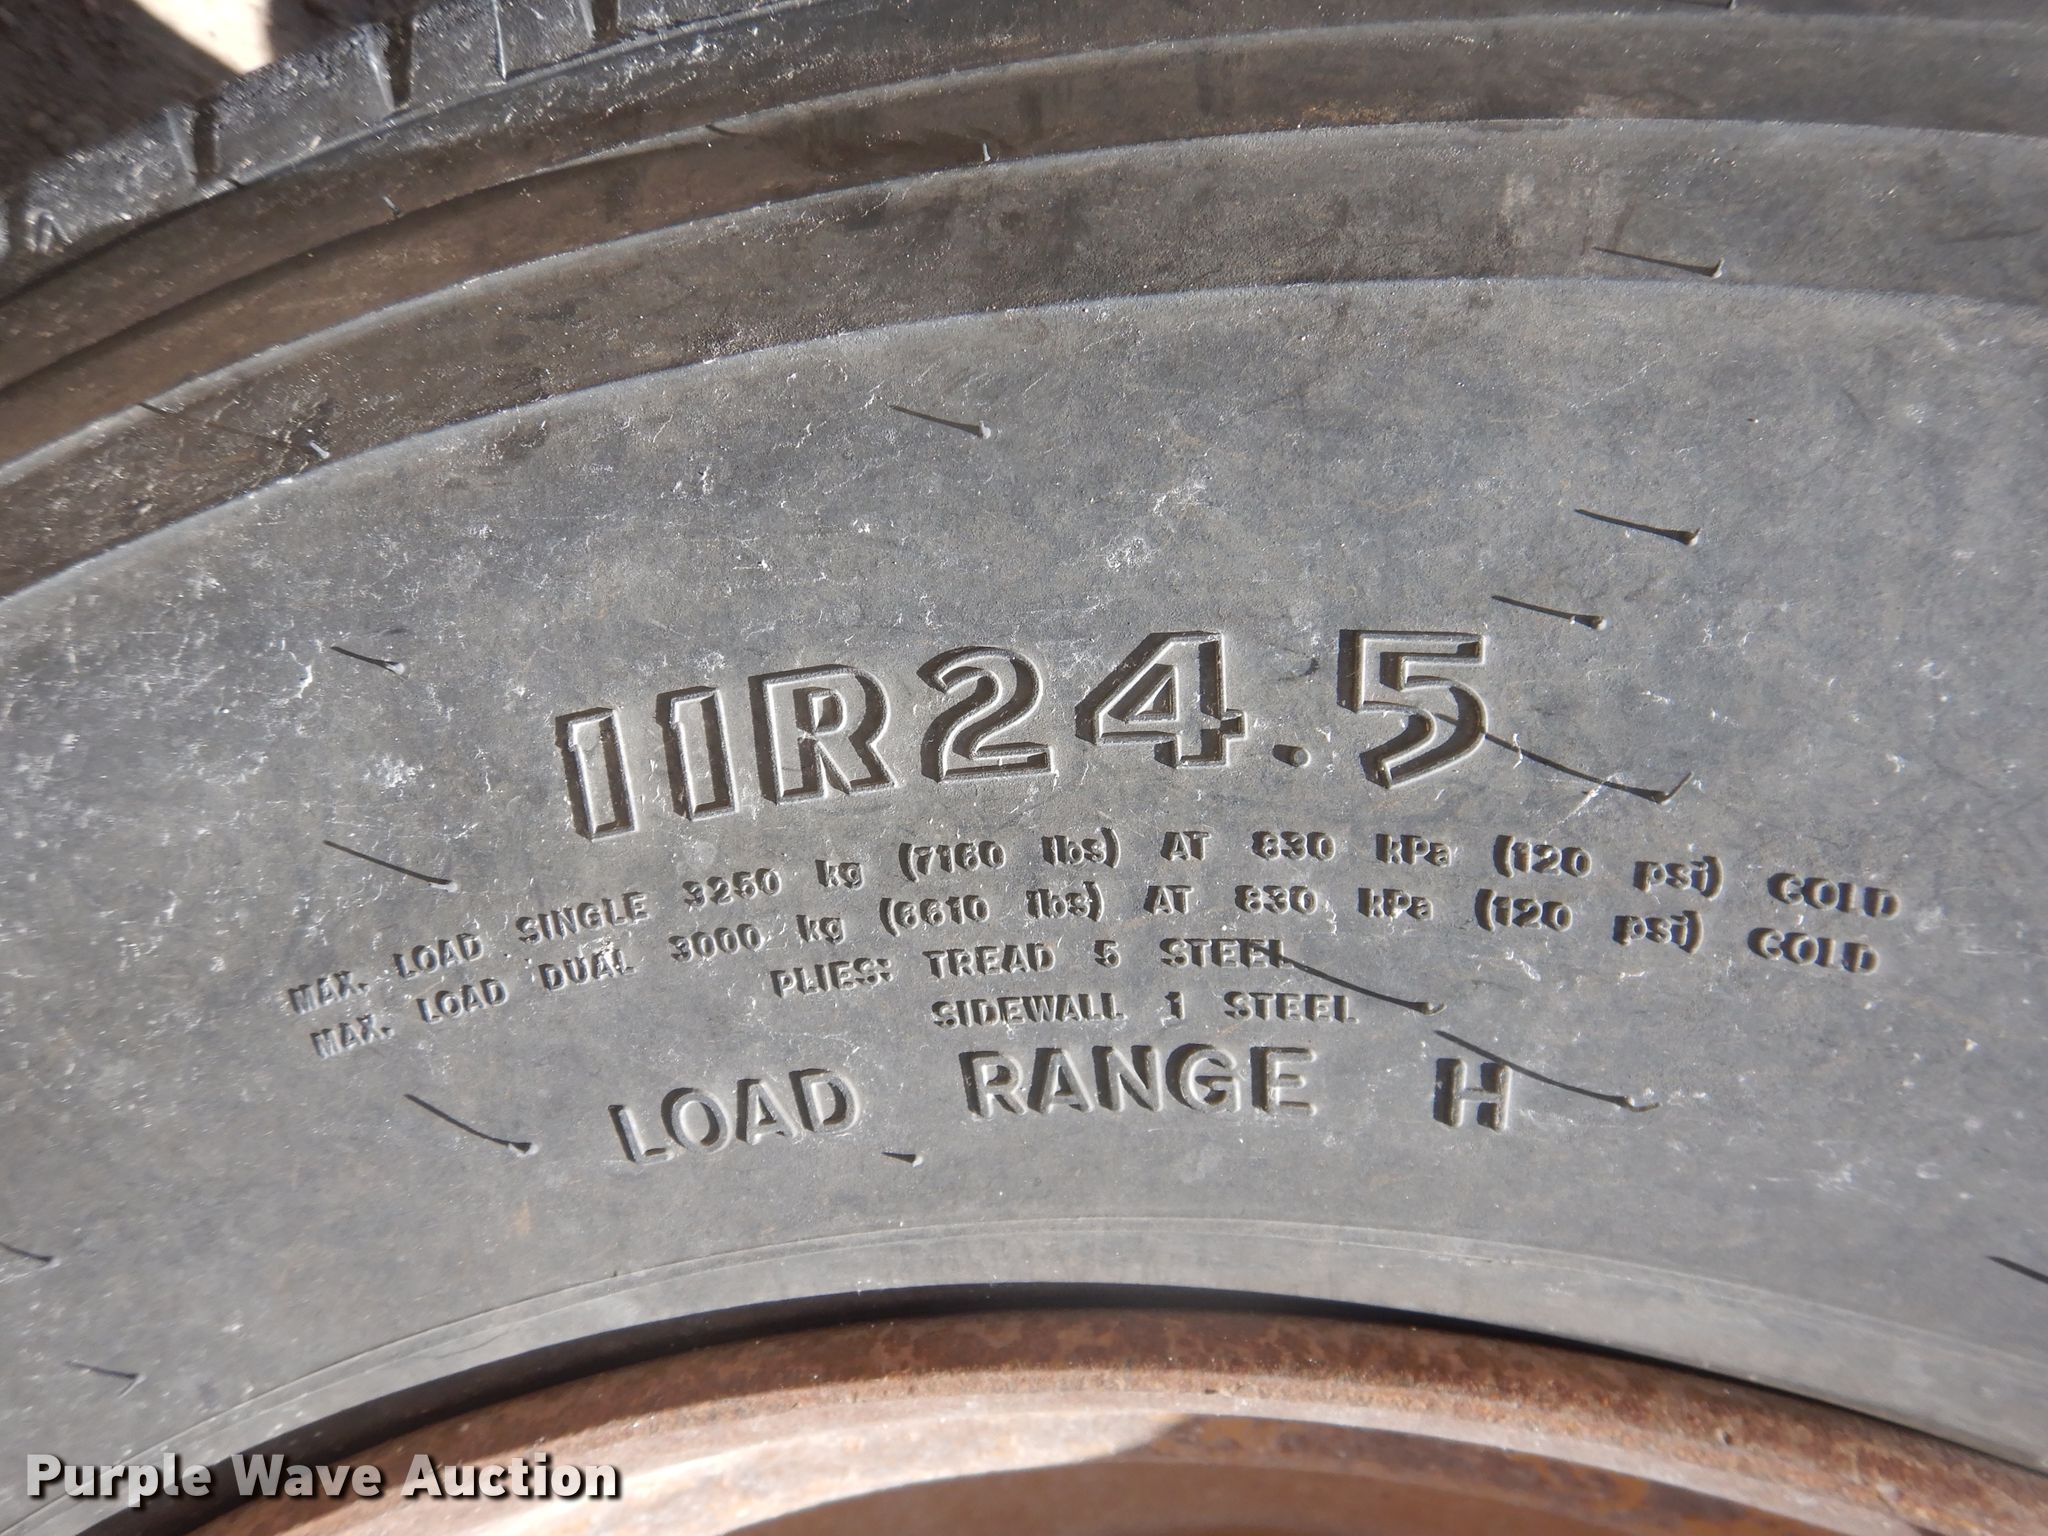 11R24.5
MAX. LOAD SINGLE 3250 kg (7160 lbs) AT 830 kPa (120 psi) COLD
MAX. LOAD DUAL 3000 kg (6610 lbs) AT 830 kPa (120 psi) COLD
PLIES: TREAD 5 STEEL
SIDEWALL 1 STEEL
LOAD RANGE H
Purple Wave Auction